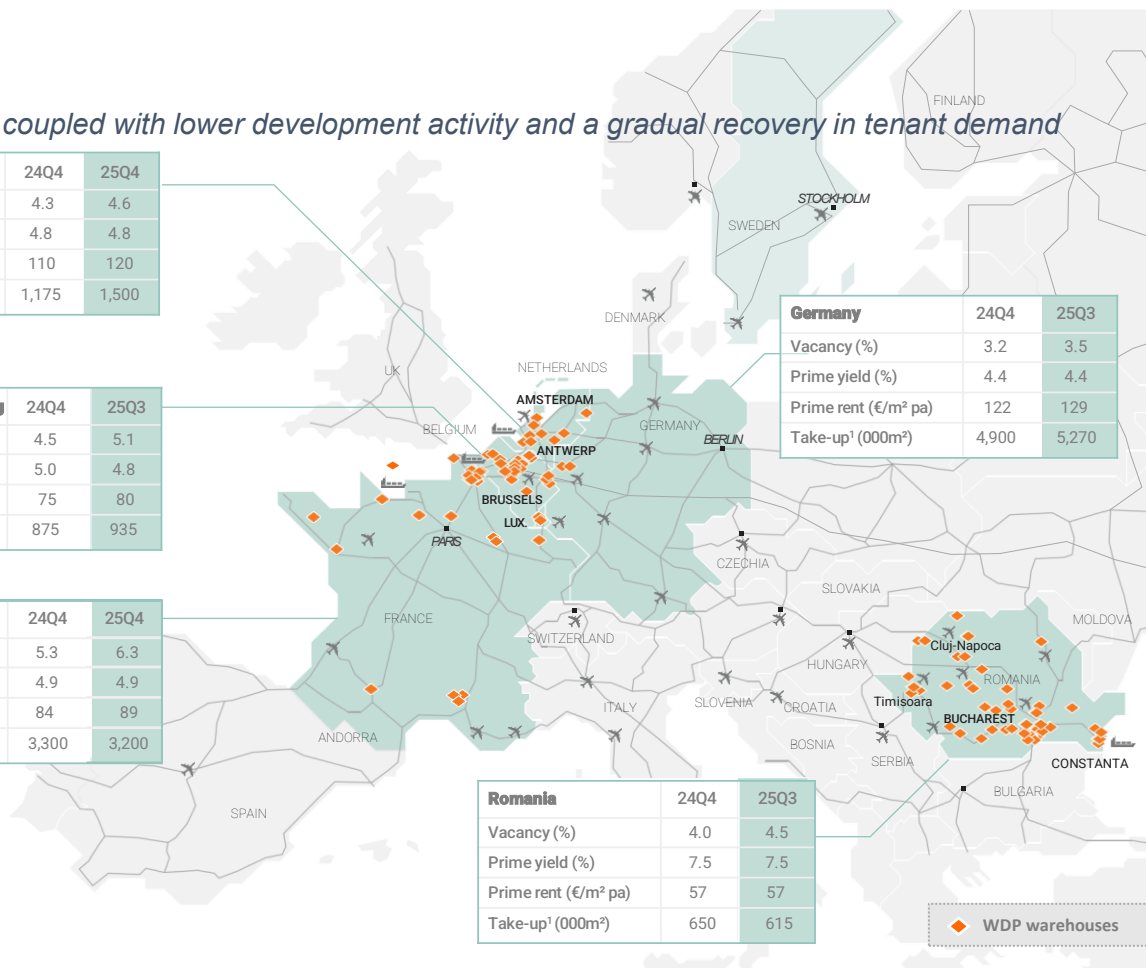 coupled with lower development activity and a gradual recovery in tenant demand
24Q4 25Q4
4.3 4.6
4.8 4.8
110 120
1,175 1,500
24Q4 25Q3
4.5 5.1
5.0 4.8
75 80
875 935
24Q4 25Q4
5.3 6.3
4.9 4.9
84 89
3,300 3,200
Germany 24Q4 25Q3
Vacancy (%) 3.2 3.5
Prime yield (%) 4.4 4.4
Prime rent (€/m² pa) 122 129
Take-up¹ (000m²) 4,900 5,270
Romania 24Q4 25Q3
Vacancy (%) 4.0 4.5
Prime yield (%) 7.5 7.5
Prime rent (€/m² pa) 57 57
Take-up¹ (000m²) 650 615
FINLAND
STOCKHOLM
SWEDEN
DENMARK
UK
NETHERLANDS
AMSTERDAM
BELGIUM
GERMANY
BERLIN
ANTWERP
BRUSSELS
LUX.
PARIS
CZECHIA
SLOVAKIA
FRANCE
SWITZERLAND
MOLDOVA
Cluj-Napoca
HUNGARY
ROMANIA
Timisoara
SLOVENIA
CROATIA
ITALY
BUCHAREST
ANDORRA
BOSNIA
SERBIA
CONSTANTA
BULGARIA
SPAIN
WDP warehouses